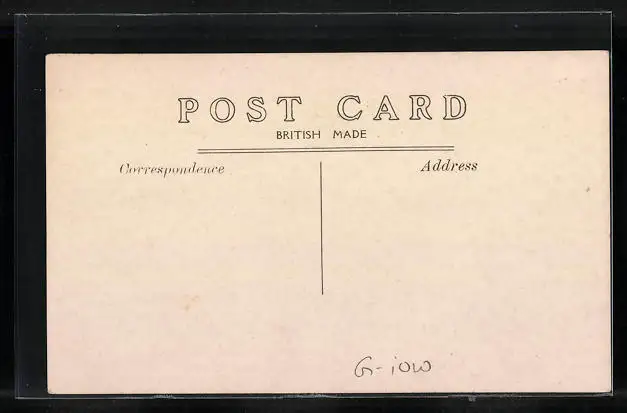 POST CARD
BRITISH MADE
Correspondence
Address
G-iow